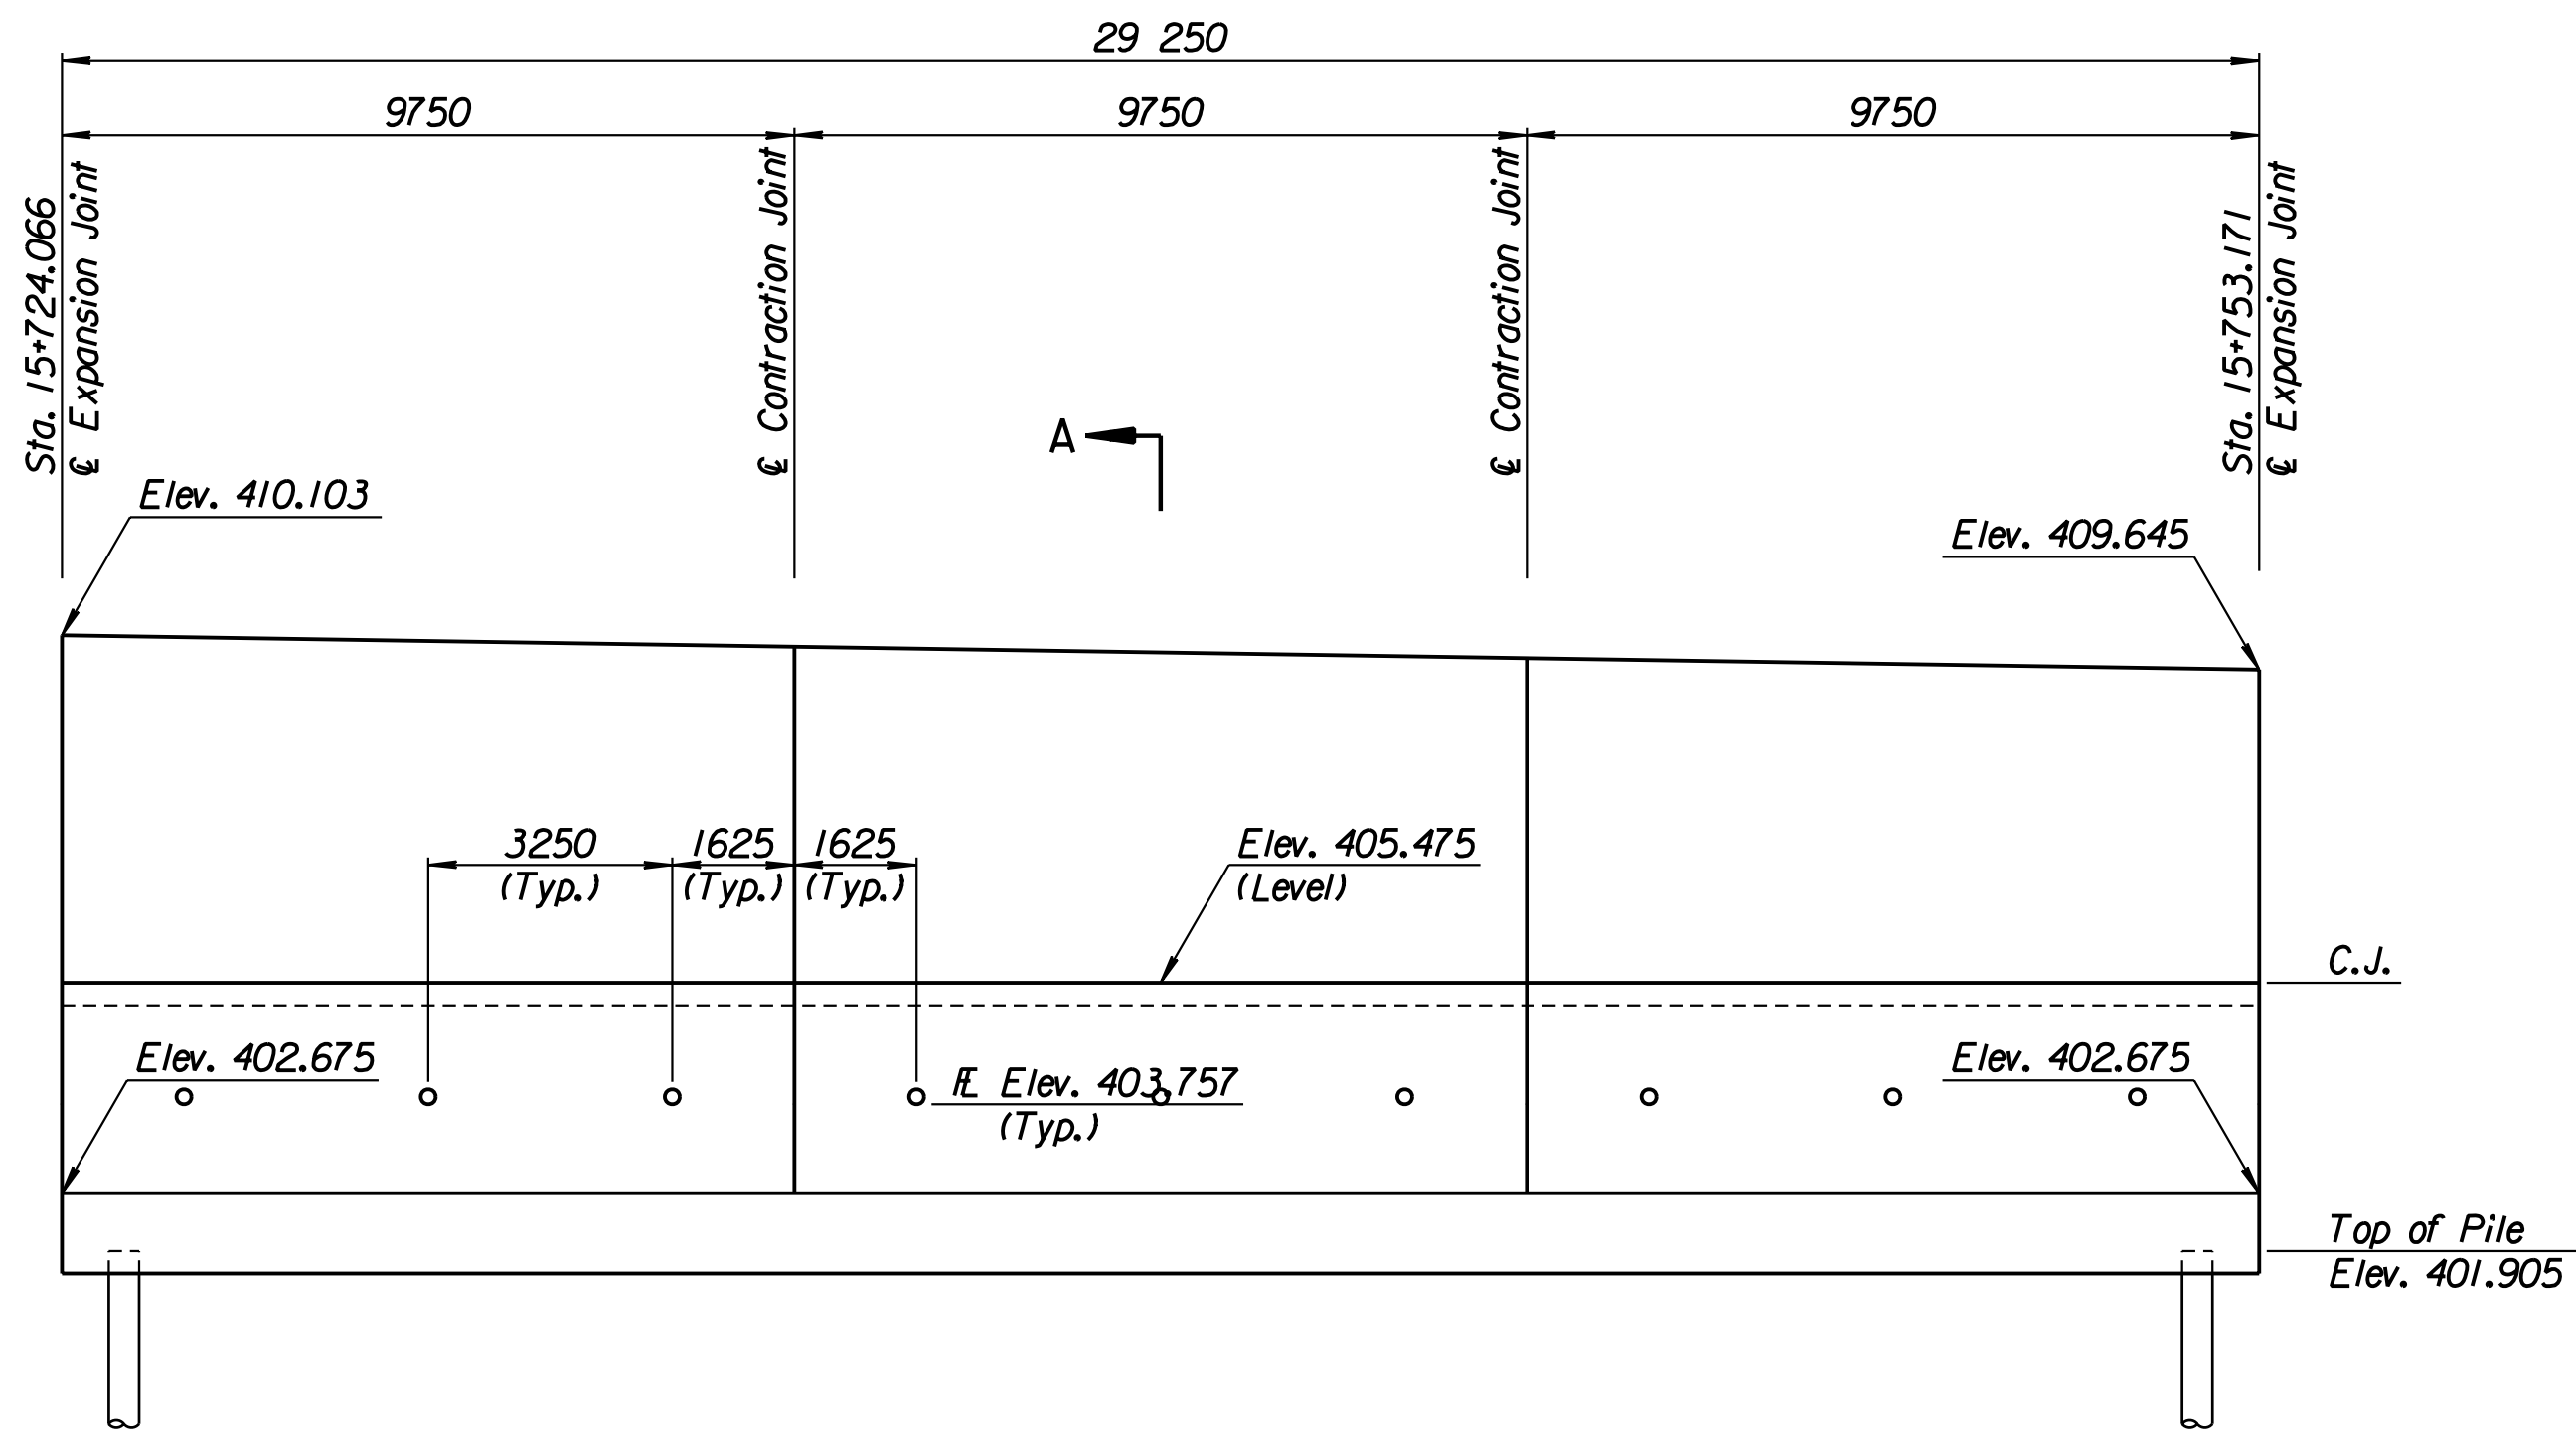 29 250
9750
9750
9750
Sta. 15+724.066
℄ Expansion Joint
℄ Contraction Joint
℄ Contraction Joint
Sta. 15+753.171
℄ Expansion Joint
A
Elev. 410.103
Elev. 409.645
3250
(Typ.)
1625
(Typ.)
1625
(Typ.)
Elev. 405.475
(Level)
C.J.
Elev. 402.675
Elev. 403.757
(Typ.)
Elev. 402.675
Top of Pile
Elev. 401.905